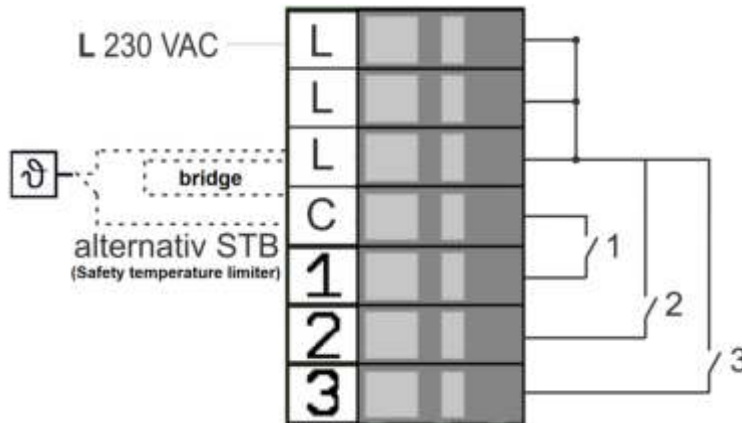 L 230 VAC
L
L
L
ϑ
bridge
C
alternativ STB
(Safety temperature limiter)
1
1
2
2
3
3